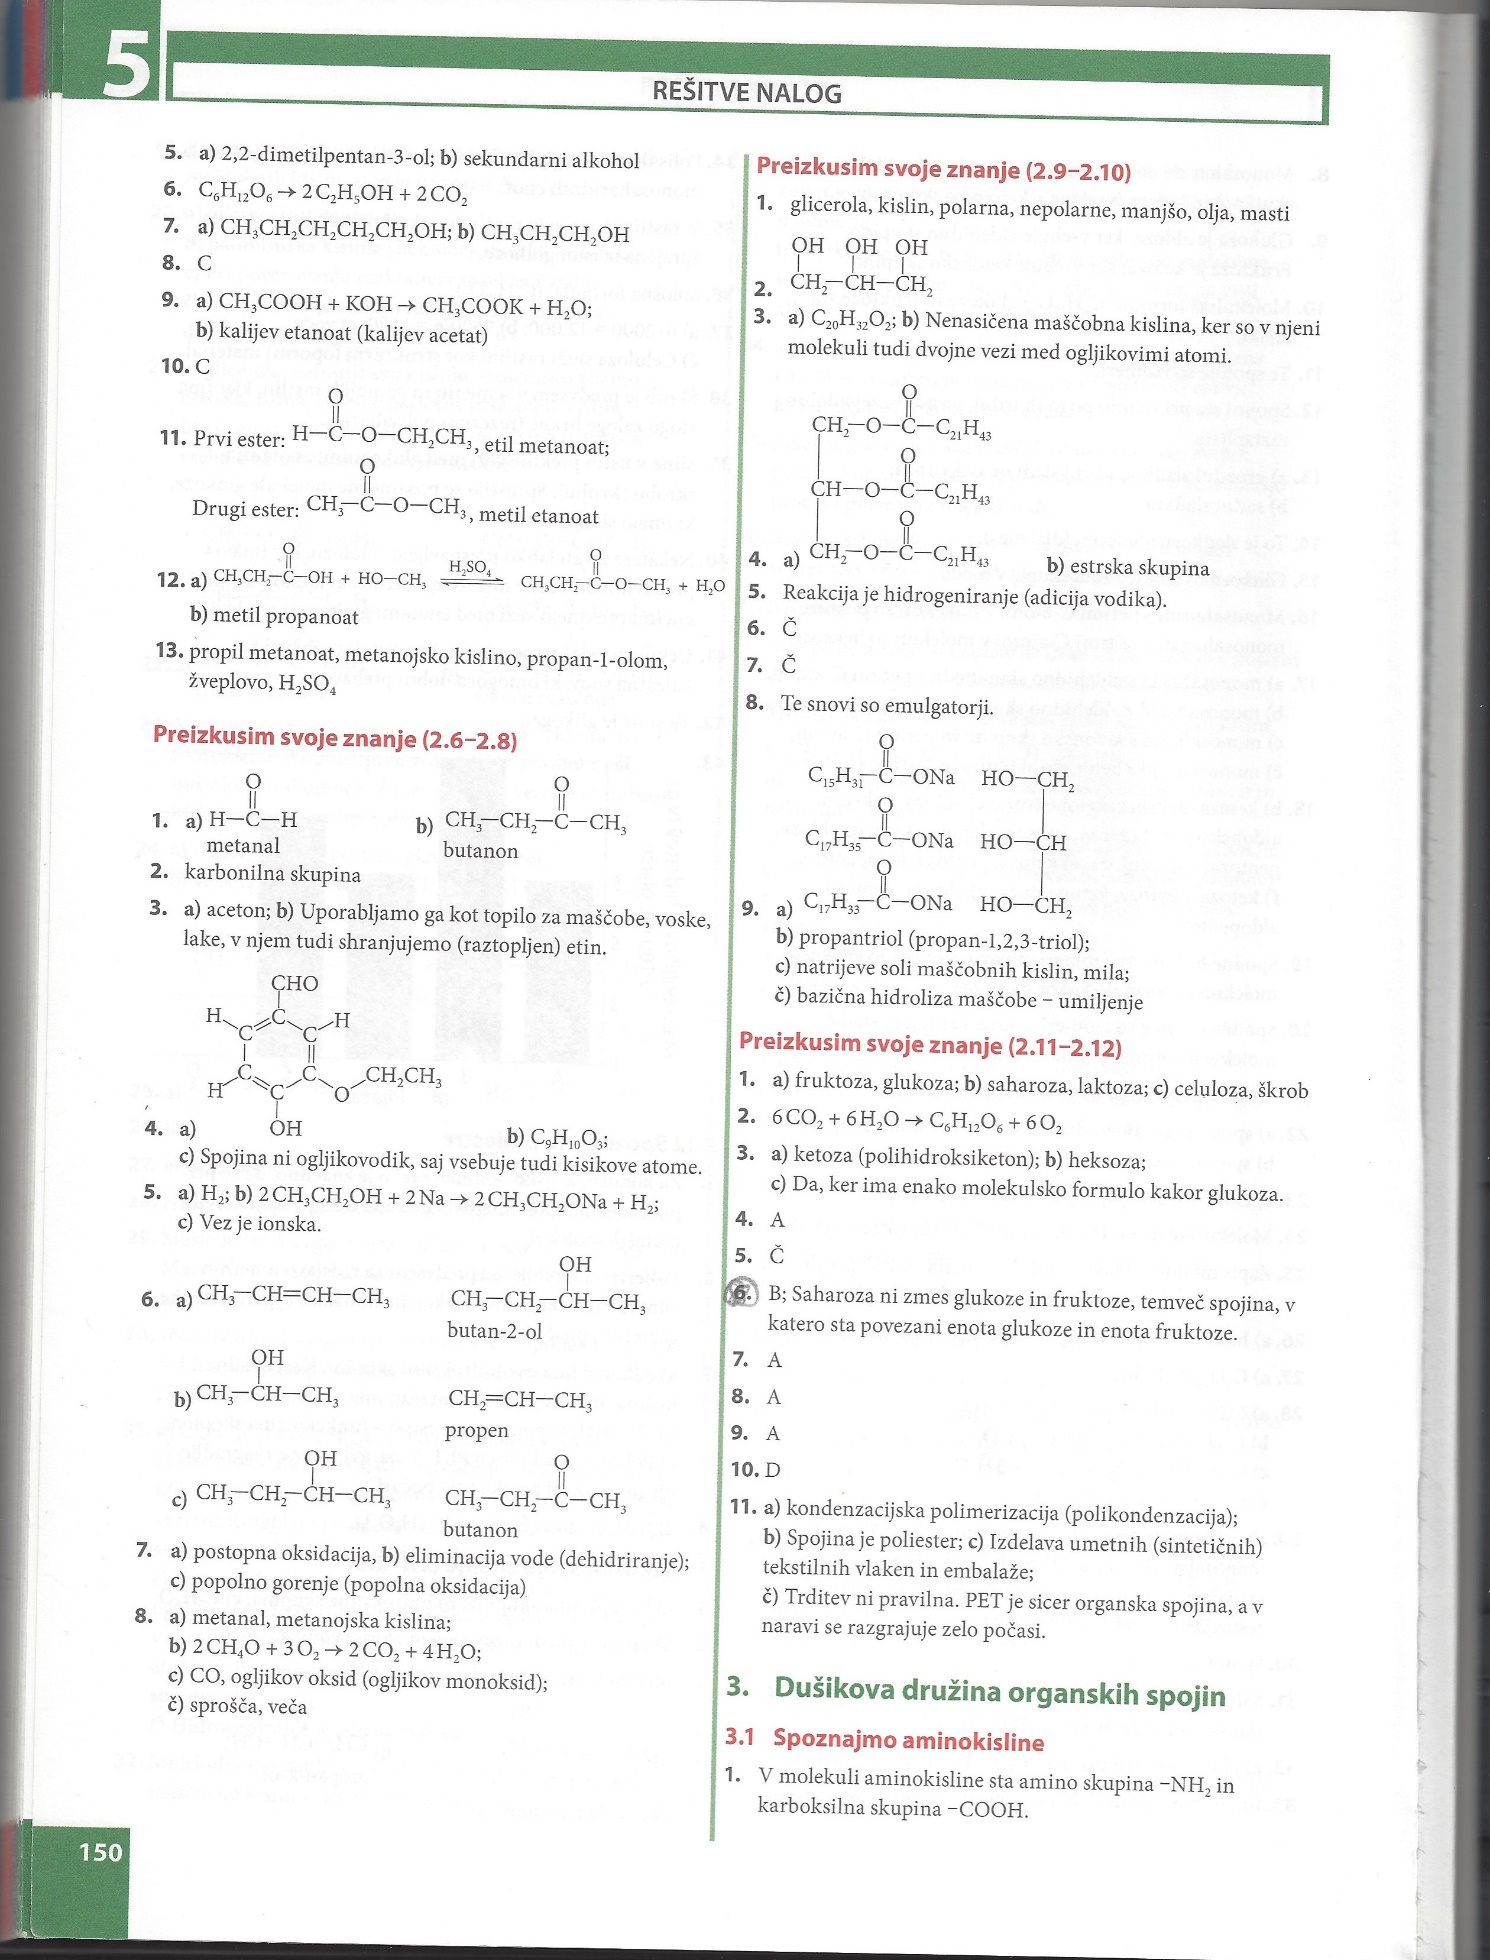 5
REŠITVE NALOG
5. a) 2,2-dimetilpentan-3-ol; b) sekundarni alkohol
6. C₆H₁₂O₆ → 2 C₂H₅OH + 2 CO₂
7. a) CH₃CH₂CH₂CH₂CH₂OH; b) CH₃CH₂CH₂OH
8. C
9. a) CH₃COOH + KOH → CH₃COOK + H₂O;
b) kalijev etanoat (kalijev acetat)
10. C
O
||
11. Prvi ester: H–C–O–CH₂CH₃, etil metanoat;
O
||
Drugi ester: CH₃–C–O–CH₃, metil etanoat
O O
|| H₂SO₄ ||
12. a) CH₃CH₂–C–OH + HO–CH₃ ⇌ CH₃CH₂–C–O–CH₃ + H₂O
b) metil propanoat
13. propil metanoat, metanojsko kislino, propan-1-olom,
žveplovo, H₂SO₄
Preizkusim svoje znanje (2.6–2.8)
O O
|| ||
1. a) H–C–H b) CH₃–CH₂–C–CH₃
metanal butanon
2. karbonilna skupina
3. a) aceton; b) Uporabljamo ga kot topilo za maščobe, voske,
lake, v njem tudi shranjujemo (raztopljen) etin.
CHO
H C H
C C
C C CH₂CH₃
H C O
4. a) OH b) C₉H₁₀O₃;
c) Spojina ni ogljikovodik, saj vsebuje tudi kisikove atome.
5. a) H₂; b) 2 CH₃CH₂OH + 2 Na → 2 CH₃CH₂ONa + H₂;
c) Vez je ionska.
OH
|
6. a) CH₃–CH=CH–CH₃ CH₃–CH₂–CH–CH₃
butan-2-ol
OH
|
b) CH₃–CH–CH₃ CH₂=CH–CH₃
propen
OH O
| ||
c) CH₃–CH₂–CH–CH₃ CH₃–CH₂–C–CH₃
butanon
7. a) postopna oksidacija, b) eliminacija vode (dehidriranje);
c) popolno gorenje (popolna oksidacija)
8. a) metanal, metanojska kislina;
b) 2 CH₄O + 3 O₂ → 2 CO₂ + 4 H₂O;
c) CO, ogljikov oksid (ogljikov monoksid);
č) sprošča, veča
150
Preizkusim svoje znanje (2.9–2.10)
1. glicerola, kislin, polarna, nepolarne, manjšo, olja, masti
OH OH OH
| | |
2. CH₂–CH–CH₂
3. a) C₂₀H₃₂O₂; b) Nenasičena maščobna kislina, ker so v njeni
molekuli tudi dvojne vezi med ogljikovimi atomi.
O
||
CH₂–O–C–C₂₁H₄₃
O
||
CH–O–C–C₂₁H₄₃
O
||
4. a) CH₂–O–C–C₂₁H₄₃ b) estrska skupina
5. Reakcija je hidrogeniranje (adicija vodika).
6. Č
7. Č
8. Te snovi so emulgatorji.
O
||
C₁₅H₃₁–C–ONa HO–CH₂
O
||
C₁₇H₃₅–C–ONa HO–CH
O
||
9. a) C₁₇H₃₃–C–ONa HO–CH₂
b) propantriol (propan-1,2,3-triol);
c) natrijeve soli maščobnih kislin, mila;
č) bazična hidroliza maščobe – umiljenje
Preizkusim svoje znanje (2.11–2.12)
1. a) fruktoza, glukoza; b) saharoza, laktoza; c) celuloza, škrob
2. 6 CO₂ + 6 H₂O → C₆H₁₂O₆ + 6 O₂
3. a) ketoza (polihidroksiketon); b) heksoza;
c) Da, ker ima enako molekulsko formulo kakor glukoza.
4. A
5. Č
6. B; Saharoza ni zmes glukoze in fruktoze, temveč spojina, v
katero sta povezani enota glukoze in enota fruktoze.
7. A
8. A
9. A
10. D
11. a) kondenzacijska polimerizacija (polikondenzacija);
b) Spojina je poliester; c) Izdelava umetnih (sintetičnih)
tekstilnih vlaken in embalaže;
č) Trditev ni pravilna. PET je sicer organska spojina, a v
naravi se razgrajuje zelo počasi.
3. Dušikova družina organskih spojin
3.1 Spoznajmo aminokisline
1. V molekuli aminokisline sta amino skupina –NH₂ in
karboksilna skupina –COOH.